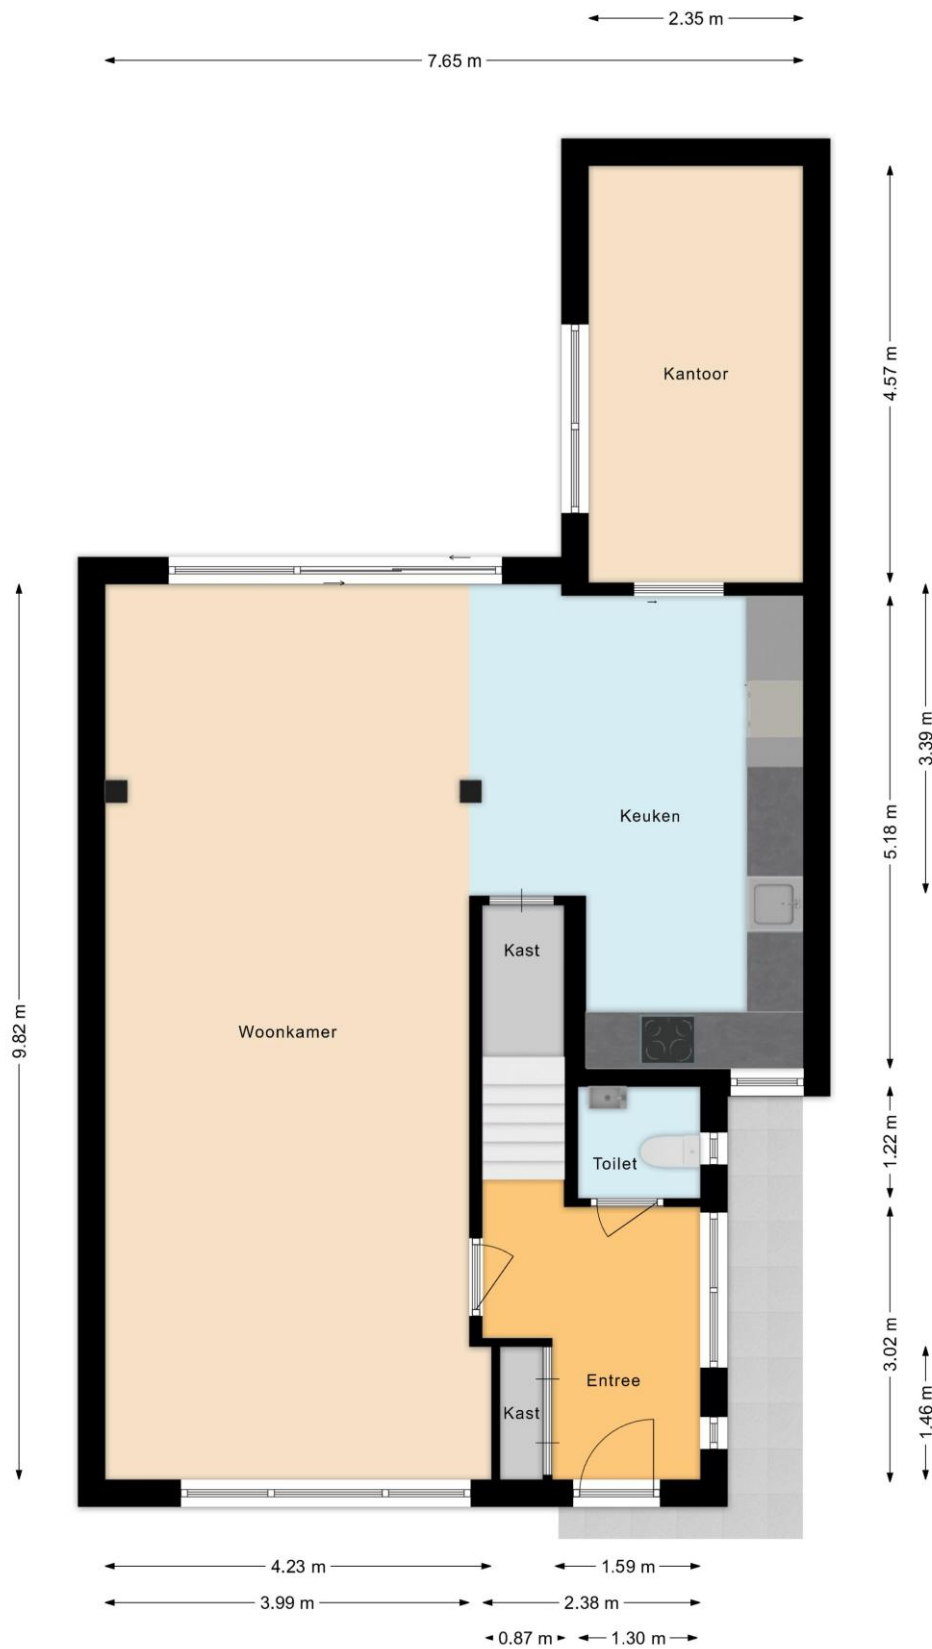 2.35 m
7.65 m
Kantoor
4.57 m
3.39 m
Keuken
5.18 m
Kast
9.82 m
Woonkamer
1.22 m
Toilet
3.02 m
Entree
1.46 m
Kast
4.23 m
1.59 m
3.99 m
2.38 m
0.87 m
1.30 m